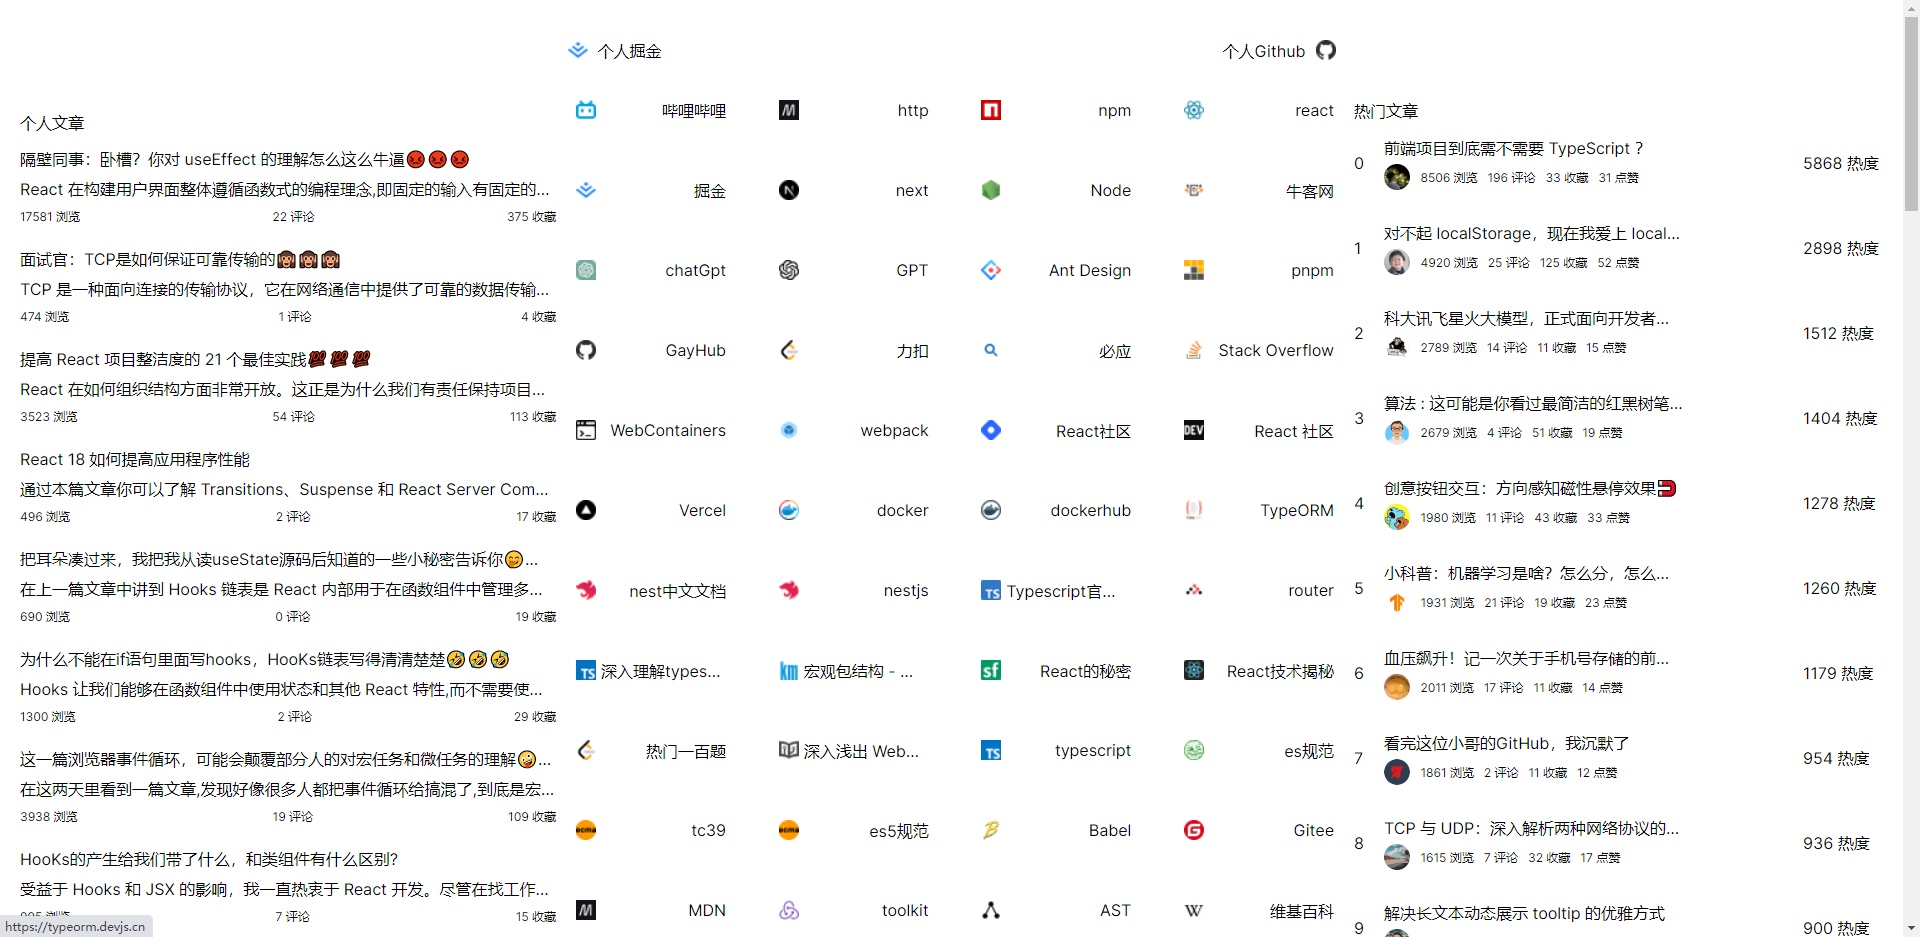 个人掘金
个人Github
个人文章
隔壁同事：卧槽？你对 useEffect 的理解怎么这么牛逼😡😡😡
React 在构建用户界面整体遵循函数式的编程理念,即固定的输入有固定的...
17581 浏览 22 评论 375 收藏
面试官：TCP是如何保证可靠传输的🙉🙉🙉
TCP 是一种面向连接的传输协议，它在网络通信中提供了可靠的数据传输...
474 浏览 1 评论 4 收藏
提高 React 项目整洁度的 21 个最佳实践💯💯💯
React 在如何组织结构方面非常开放。这正是为什么我们有责任保持项目...
3523 浏览 54 评论 113 收藏
React 18 如何提高应用程序性能
通过本篇文章你可以了解 Transitions、Suspense 和 React Server Com...
496 浏览 2 评论 17 收藏
把耳朵凑过来，我把我从读useState源码后知道的一些小秘密告诉你😊...
在上一篇文章中讲到 Hooks 链表是 React 内部用于在函数组件中管理多...
690 浏览 0 评论 19 收藏
为什么不能在if语句里面写hooks，HooKs链表写得清清楚楚🤣🤣🤣
Hooks 让我们能够在函数组件中使用状态和其他 React 特性,而不需要使...
1300 浏览 2 评论 29 收藏
这一篇浏览器事件循环，可能会颠覆部分人的对宏任务和微任务的理解🤪...
在这两天里看到一篇文章,发现好像很多人都把事件循环给搞混了,到底是宏...
3938 浏览 19 评论 109 收藏
HooKs的产生给我们带了什么，和类组件有什么区别?
受益于 Hooks 和 JSX 的影响，我一直热衷于 React 开发。尽管在找工作...
7 评论 15 收藏
https://typeorm.devjs.cn
哔哩哔哩 http npm react
掘金 next Node 牛客网
chatGpt GPT Ant Design pnpm
GayHub 力扣 必应 Stack Overflow
WebContainers webpack React社区 DEV React 社区
Vercel docker dockerhub TypeORM
nest中文文档 nestjs TS Typescript官... router
TS 深入理解types... km 宏观包结构 - ... sf React的秘密 React技术揭秘
热门一百题 深入浅出 Web... TS typescript es规范
ecma tc39 ecma es5规范 Babel Gitee
MDN toolkit AST W 维基百科
热门文章
0 前端项目到底需不需要 TypeScript ？ 5868 热度
8506 浏览 196 评论 33 收藏 31 点赞
1 对不起 localStorage，现在我爱上 local... 2898 热度
4920 浏览 25 评论 125 收藏 52 点赞
2 科大讯飞星火大模型，正式面向开发者... 1512 热度
2789 浏览 14 评论 11 收藏 15 点赞
3 算法 : 这可能是你看过最简洁的红黑树笔... 1404 热度
2679 浏览 4 评论 51 收藏 19 点赞
4 创意按钮交互：方向感知磁性悬停效果🧲 1278 热度
1980 浏览 11 评论 43 收藏 33 点赞
5 小科普：机器学习是啥？怎么分，怎么... 1260 热度
1931 浏览 21 评论 19 收藏 23 点赞
6 血压飙升！记一次关于手机号存储的前... 1179 热度
2011 浏览 17 评论 11 收藏 14 点赞
7 看完这位小哥的GitHub，我沉默了 954 热度
1861 浏览 2 评论 11 收藏 12 点赞
8 TCP 与 UDP：深入解析两种网络协议的... 936 热度
1615 浏览 7 评论 32 收藏 17 点赞
9 解决长文本动态展示 tooltip 的优雅方式 900 热度